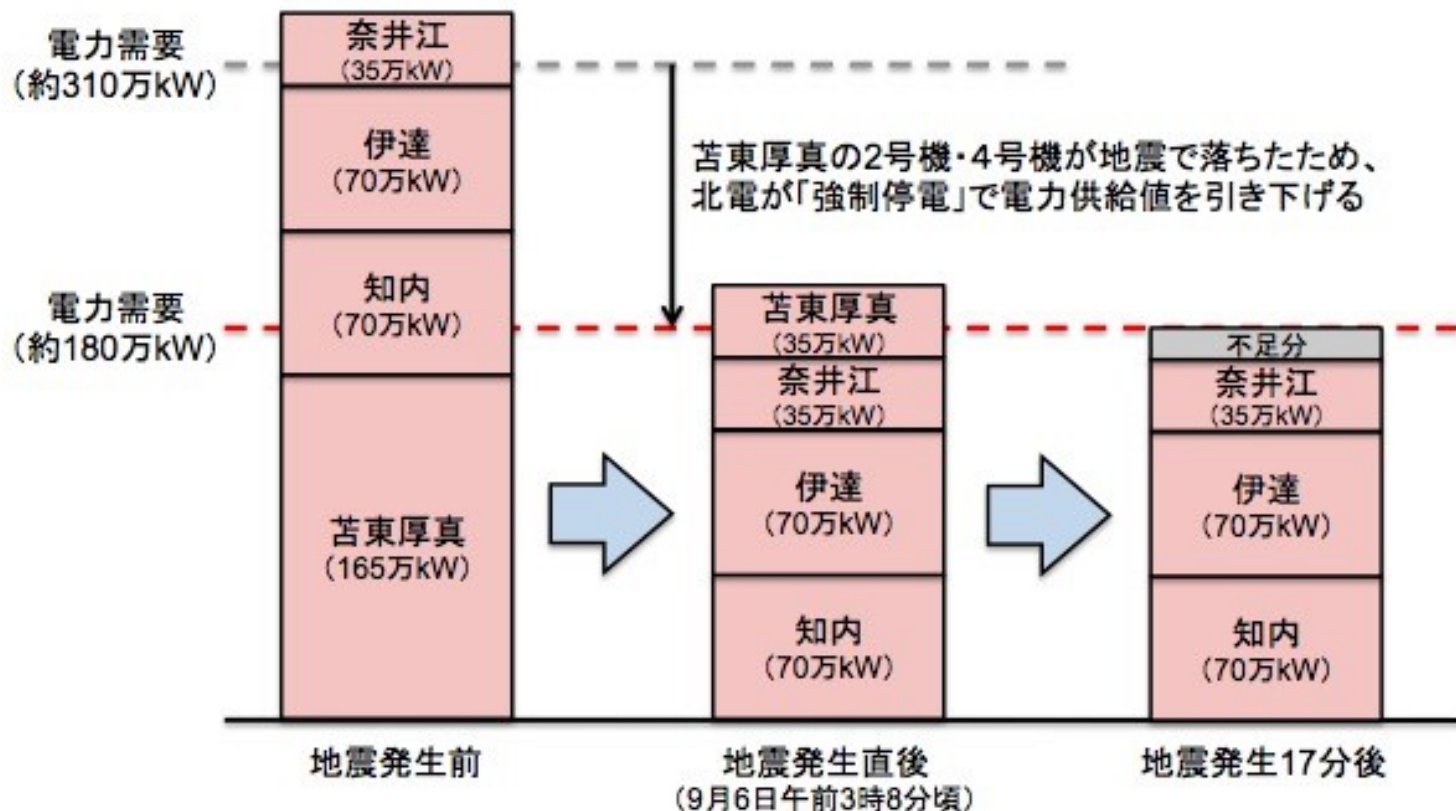 電力需要
(約310万kW)
電力需要
(約180万kW)
奈井江
(35万kW)
伊達
(70万kW)
知内
(70万kW)
苫東厚真
(165万kW)
地震発生前
苫東厚真の2号機・4号機が地震で落ちたため、
北電が「強制停電」で電力供給値を引き下げる
苫東厚真
(35万kW)
奈井江
(35万kW)
伊達
(70万kW)
知内
(70万kW)
地震発生直後
(9月6日午前3時8分頃)
不足分
奈井江
(35万kW)
伊達
(70万kW)
知内
(70万kW)
地震発生17分後